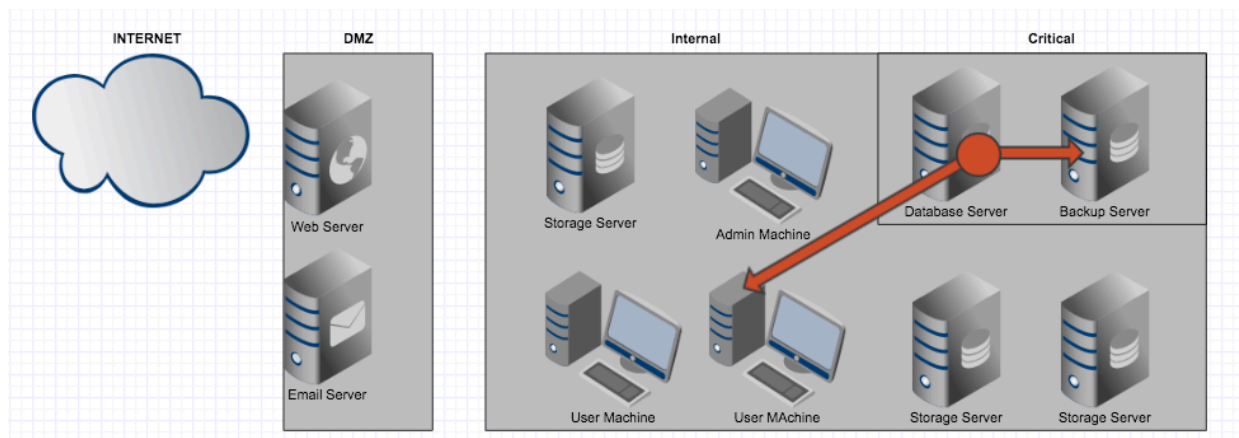 INTERNET
DMZ
Internal
Critical
Web Server
Storage Server
Admin Machine
Database Server
Backup Server
Email Server
User Machine
User MAchine
Storage Server
Storage Server